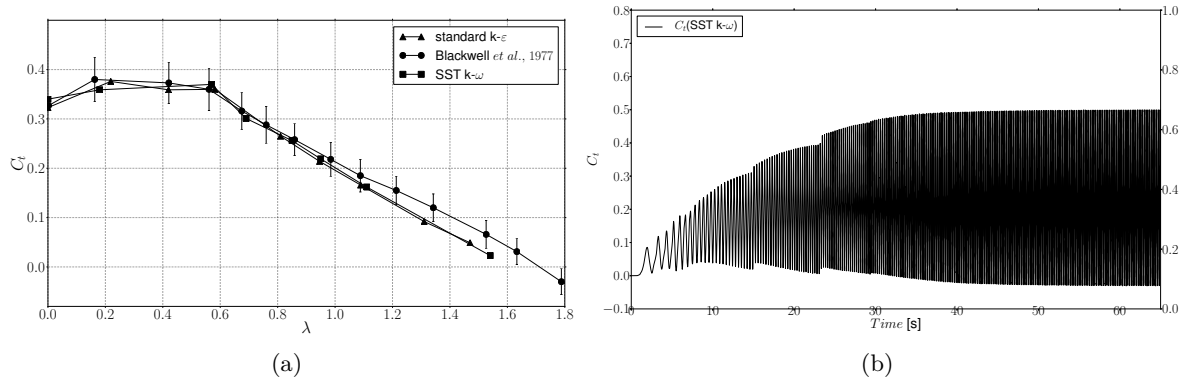 standard k-ε
Blackwell et al., 1977
SST k-ω
C_t
0.4
0.3
0.2
0.1
0.0
0.0 0.2 0.4 0.6 0.8 1.0 1.2 1.4 1.6 1.8
λ
(a)
C_t(SST k-ω)
C_t
0.8
0.7
0.6
0.5
0.4
0.3
0.2
0.1
0.0
−0.1
1.0
0.8
0.6
0.4
0.2
0.0
0 10 20 30 40 50 60
Time [s]
(b)